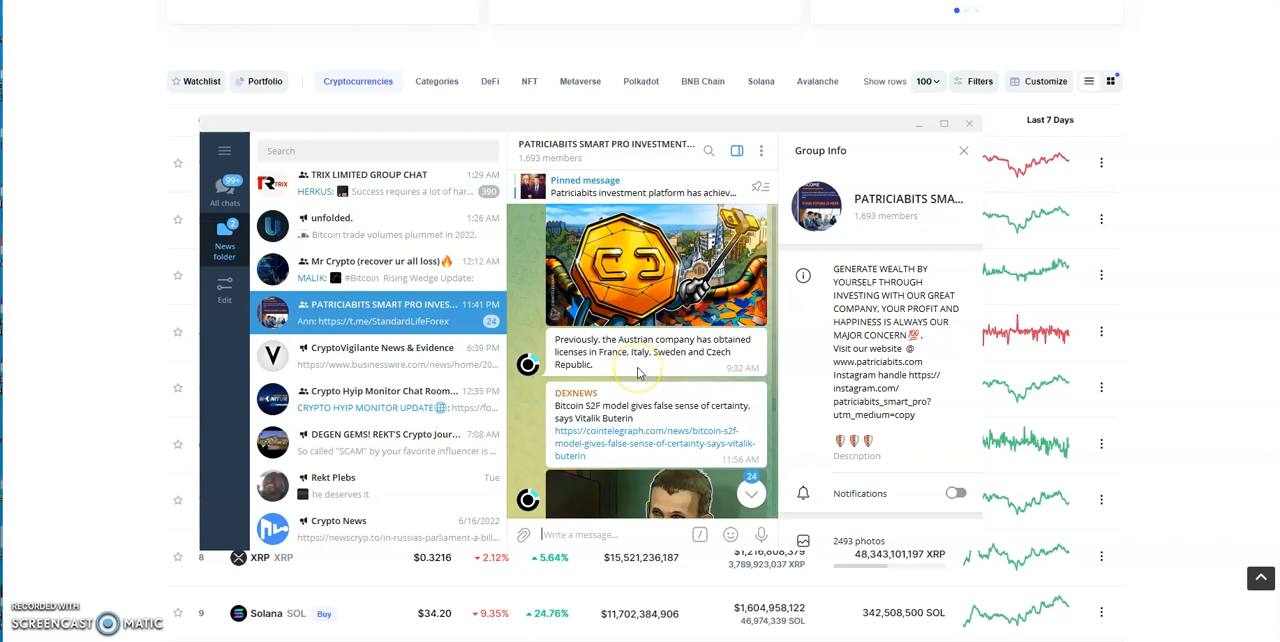 Watchlist
Portfolio
Cryptocurrencies
Categories
DeFi
NFT
Metaverse
Polkadot
BNB Chain
Solana
Avalanche
Show rows
100
Filters
Customize
Last 7 Days
99+
All chats
2
News
folder
Edit
Search
TRIX LIMITED GROUP CHAT 1:29 AM
HERKUS: Success requires a lot of har... 390
unfolded. 1:26 AM
Bitcoin trade volumes plummet in 2022.
Mr Crypto (recover ur all loss) 12:12 AM
MALIK: #Bitcoin Rising Wedge Update:
PATRICIABITS SMART PRO INVES... 11:41 PM
Ann: https://t.me/StandardLifeForex 24
CryptoVigilante News & Evidence 6:39 PM
https://www.businesswire.com/news/home/20...
Crypto Hyip Monitor Chat Room... 12:35 PM
CRYPTO HYIP MONITOR UPDATE🌐: https://fo...
DEGEN GEMS! REKT'S Crypto Jour... 7:08 AM
So called "SCAM" by your favorite influencer is ...
Rekt Plebs Tue
he deserves it
Crypto News 6/16/2022
https://newscryp.to/in-russias-parliament-a-bill...
PATRICIABITS SMART PRO INVESTMENT...
1,693 members
Pinned message
Patriciabits investment platform has achiev...
Previously, the Austrian company has obtained
licenses in France, Italy, Sweden and Czech
Republic.
9:32 AM
DEXNEWS
Bitcoin S2F model gives false sense of certainty,
says Vitalik Buterin
https://cointelegraph.com/news/bitcoin-s2f-
model-gives-false-sense-of-certainty-says-vitalik-
buterin
11:56 AM
24
Write a message...
Group Info
PATRICIABITS SMA...
1,693 members
GENERATE WEALTH BY
YOURSELF THROUGH
INVESTING WITH OUR GREAT
COMPANY, YOUR PROFIT AND
HAPPINESS IS ALWAYS OUR
MAJOR CONCERN 💯.
Visit our website @
www.patriciabits.com
Instagram handle https://
instagram.com/
patriciabits_smart_pro?
utm_medium=copy
Description
Notifications
2493 photos
8 XRP XRP $0.3216 2.12% 5.64% $15,521,236,187 $1,216,808,379 48,343,101,197 XRP
3,789,923,037 XRP
9 Solana SOL Buy $34.20 9.35% 24.76% $11,702,384,906 $1,604,958,122 342,508,500 SOL
46,974,339 SOL
RECORDED WITH
SCREENCAST MATIC